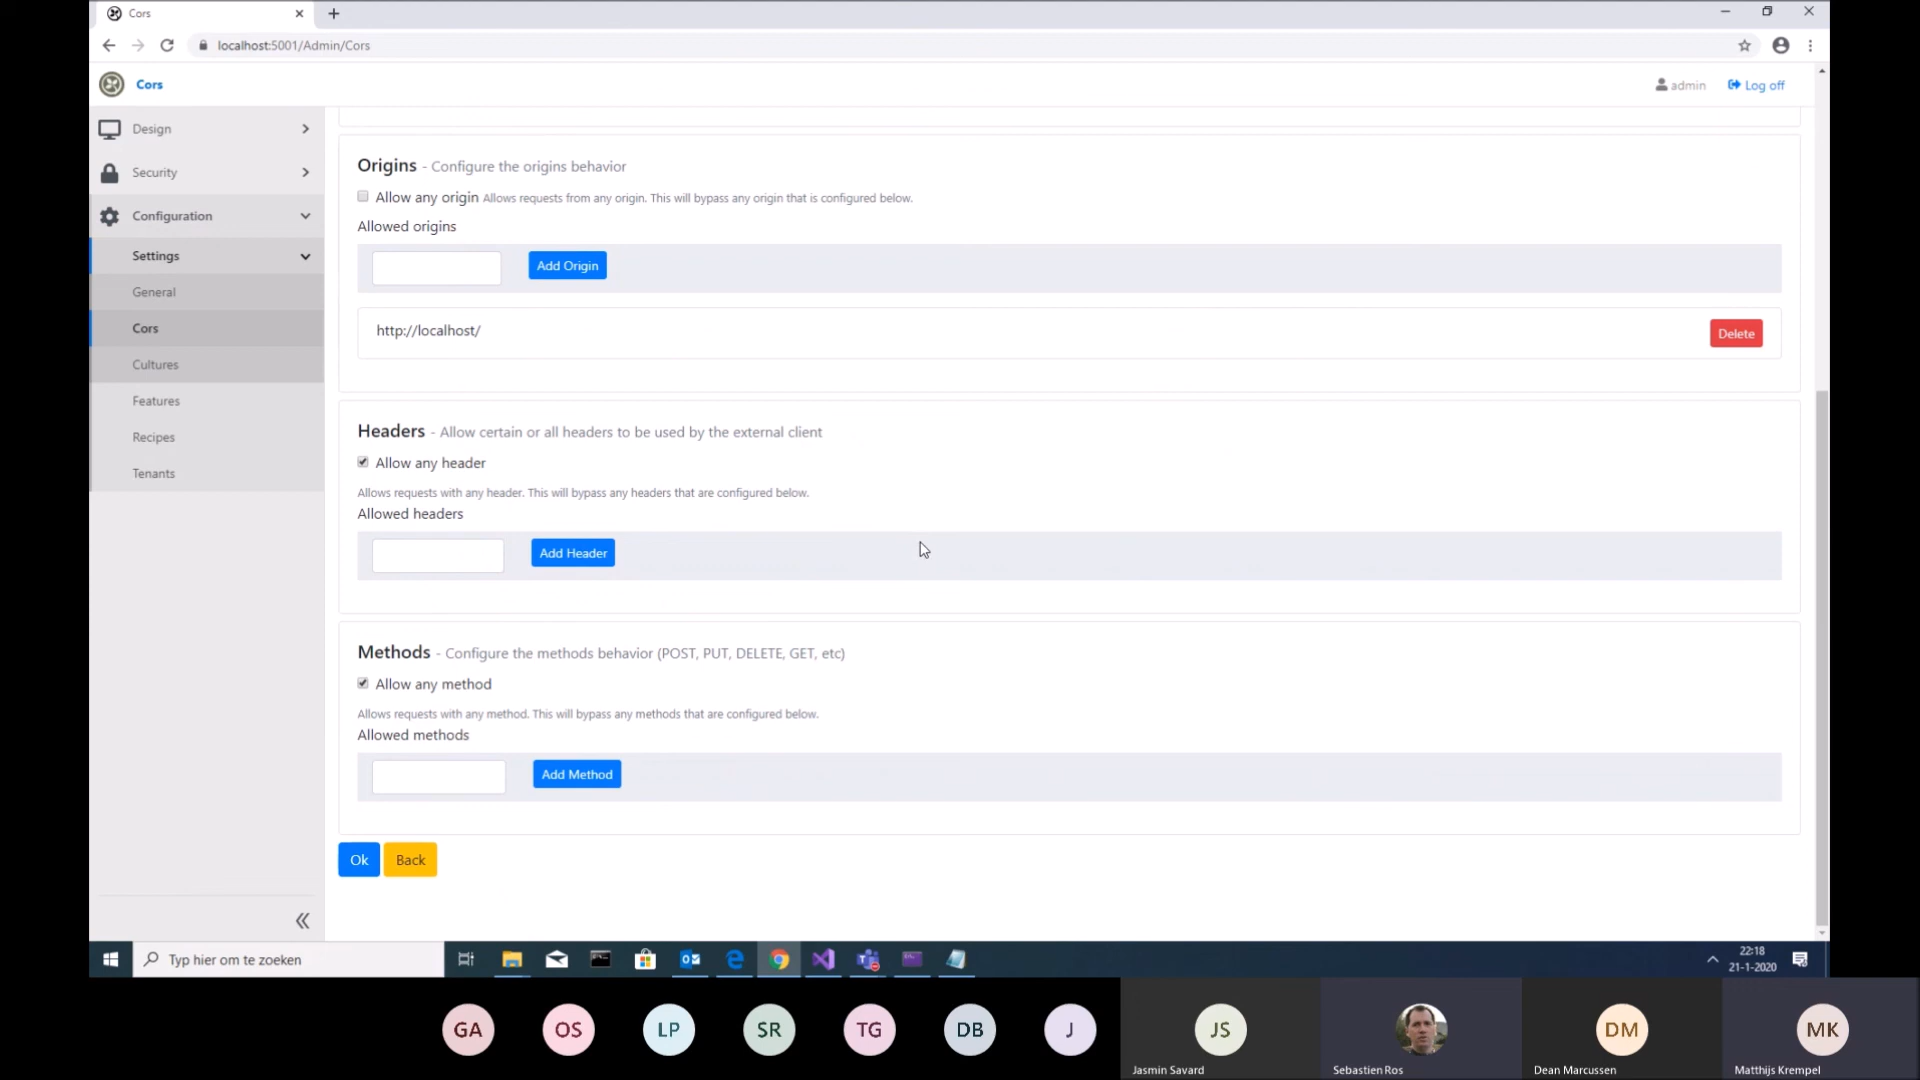 Cors
localhost:5001/Admin/Cors
Cors
admin
Log off
Design
Security
Configuration
Settings
General
Cors
Cultures
Features
Recipes
Tenants
Origins - Configure the origins behavior
Allow any origin Allows requests from any origin. This will bypass any origin that is configured below.
Allowed origins
Add Origin
http://localhost/
Delete
Headers - Allow certain or all headers to be used by the external client
Allow any header
Allows requests with any header. This will bypass any headers that are configured below.
Allowed headers
Add Header
Methods - Configure the methods behavior (POST, PUT, DELETE, GET, etc)
Allow any method
Allows requests with any method. This will bypass any methods that are configured below.
Allowed methods
Add Method
Ok Back
Typ hier om te zoeken
22:18
21-1-2020
GA OS LP SR TG DB J JS DM MK
Jasmin Savard Sebastien Ros Dean Marcussen Matthijs Krempel